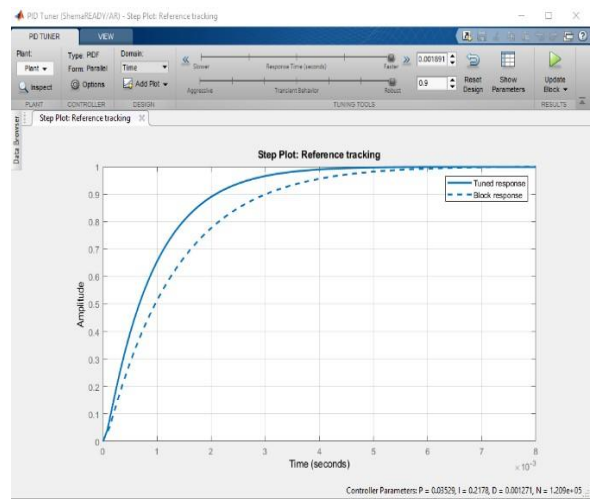 PID Tuner (ShemaREADY/AR) - Step Plot: Reference tracking
PID TUNER VIEW
Plant: Type: PIDF Domain:
Plant Form: Parallel Time Slower Response Time (seconds) Faster 0.001891
Inspect Options Add Plot Aggressive Transient Behavior Robust 0.9 Reset Design Show Parameters Update Block
PLANT CONTROLLER DESIGN TUNING TOOLS RESULTS
Data Browser
Step Plot: Reference tracking
Step Plot: Reference tracking
Tuned response
Block response
Amplitude
1
0.9
0.8
0.7
0.6
0.5
0.4
0.3
0.2
0.1
0
0 1 2 3 4 5 6 7 8
Time (seconds)
×10⁻³
Controller Parameters: P = 0.03529, I = 0.2178, D = 0.001271, N = 1.209e+05